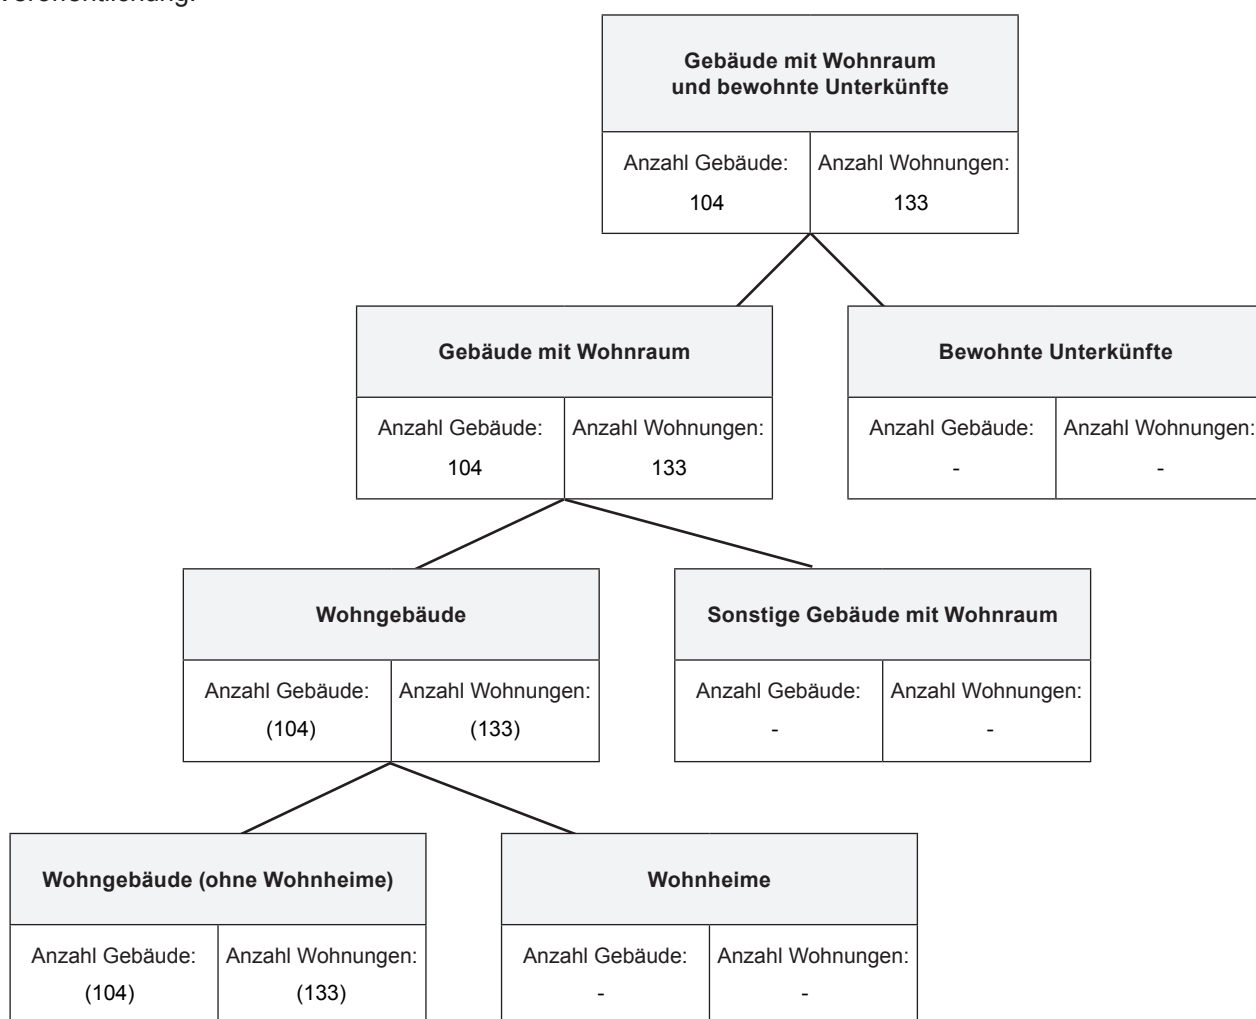 Veröffentlichung.
Gebäude mit Wohnraum
und bewohnte Unterkünfte
Anzahl Gebäude: Anzahl Wohnungen:
104 133
Gebäude mit Wohnraum Bewohnte Unterkünfte
Anzahl Gebäude: Anzahl Wohnungen: Anzahl Gebäude: Anzahl Wohnungen:
104 133 - -
Wohngebäude Sonstige Gebäude mit Wohnraum
Anzahl Gebäude: Anzahl Wohnungen: Anzahl Gebäude: Anzahl Wohnungen:
(104) (133) - -
Wohngebäude (ohne Wohnheime) Wohnheime
Anzahl Gebäude: Anzahl Wohnungen: Anzahl Gebäude: Anzahl Wohnungen:
(104) (133) - -